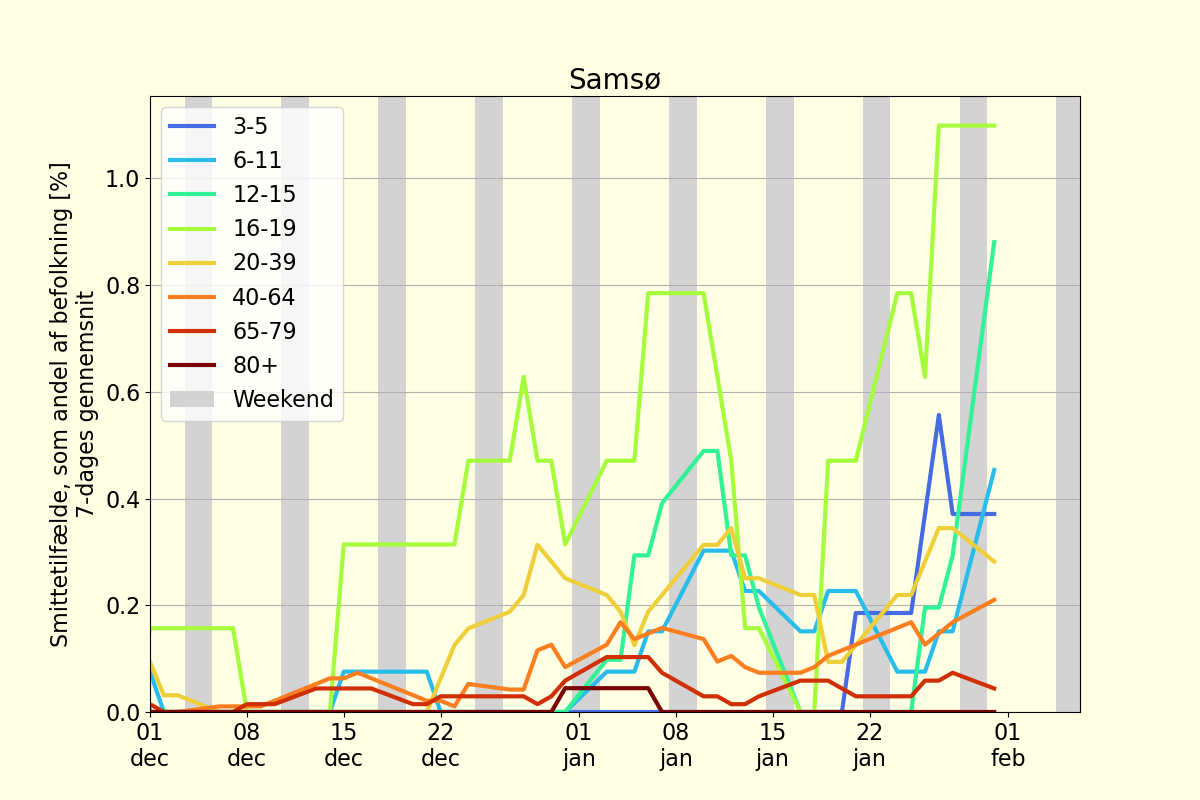 Samsø
Smittetilfælde, som andel af befolkning [%]
7-dages gennemsnit
1.0
0.8
0.6
0.4
0.2
0.0
3-5
6-11
12-15
16-19
20-39
40-64
65-79
80+
Weekend
01 08 15 22 01 08 15 22 01
dec dec dec dec jan jan jan jan feb